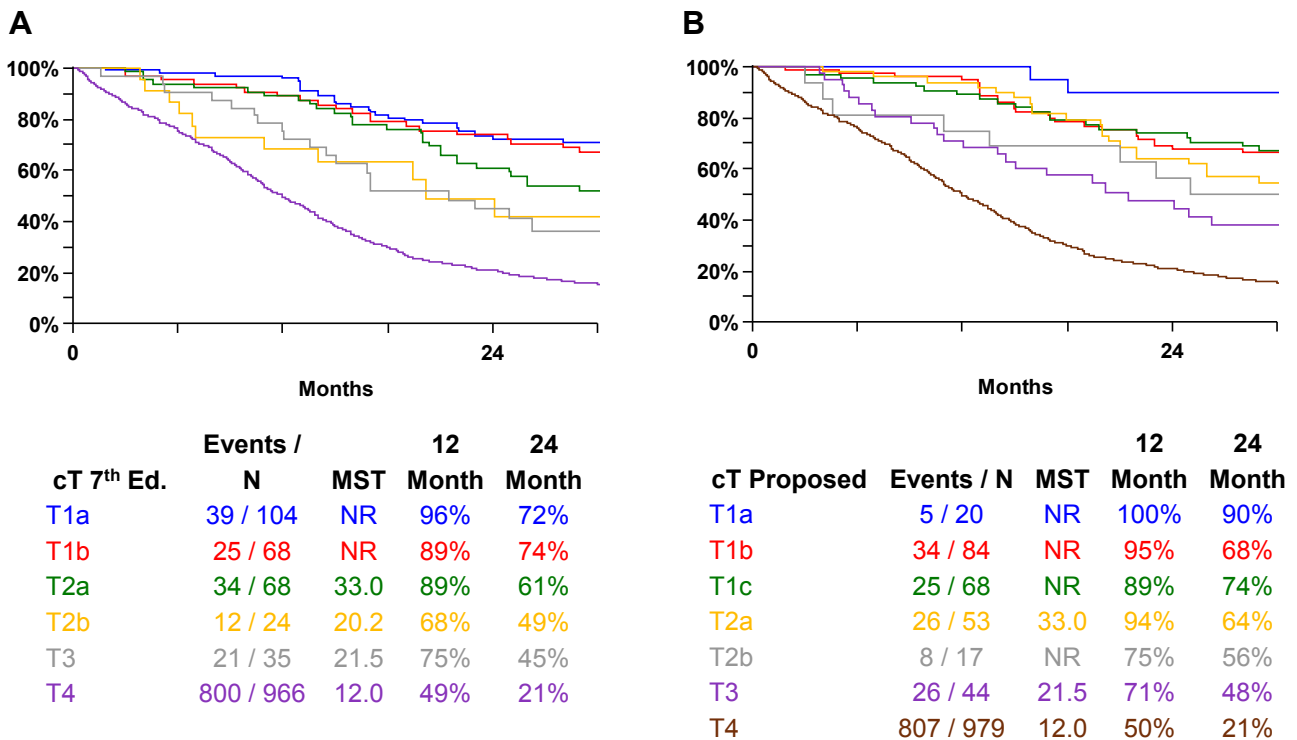 A
100%
80%
60%
40%
20%
0%
0
24
Months
Events / 12 24
cT 7th Ed. N MST Month Month
T1a 39 / 104 NR 96% 72%
T1b 25 / 68 NR 89% 74%
T2a 34 / 68 33.0 89% 61%
T2b 12 / 24 20.2 68% 49%
T3 21 / 35 21.5 75% 45%
T4 800 / 966 12.0 49% 21%
B
100%
80%
60%
40%
20%
0%
0
24
Months
12 24
cT Proposed Events / N MST Month Month
T1a 5 / 20 NR 100% 90%
T1b 34 / 84 NR 95% 68%
T1c 25 / 68 NR 89% 74%
T2a 26 / 53 33.0 94% 64%
T2b 8 / 17 NR 75% 56%
T3 26 / 44 21.5 71% 48%
T4 807 / 979 12.0 50% 21%